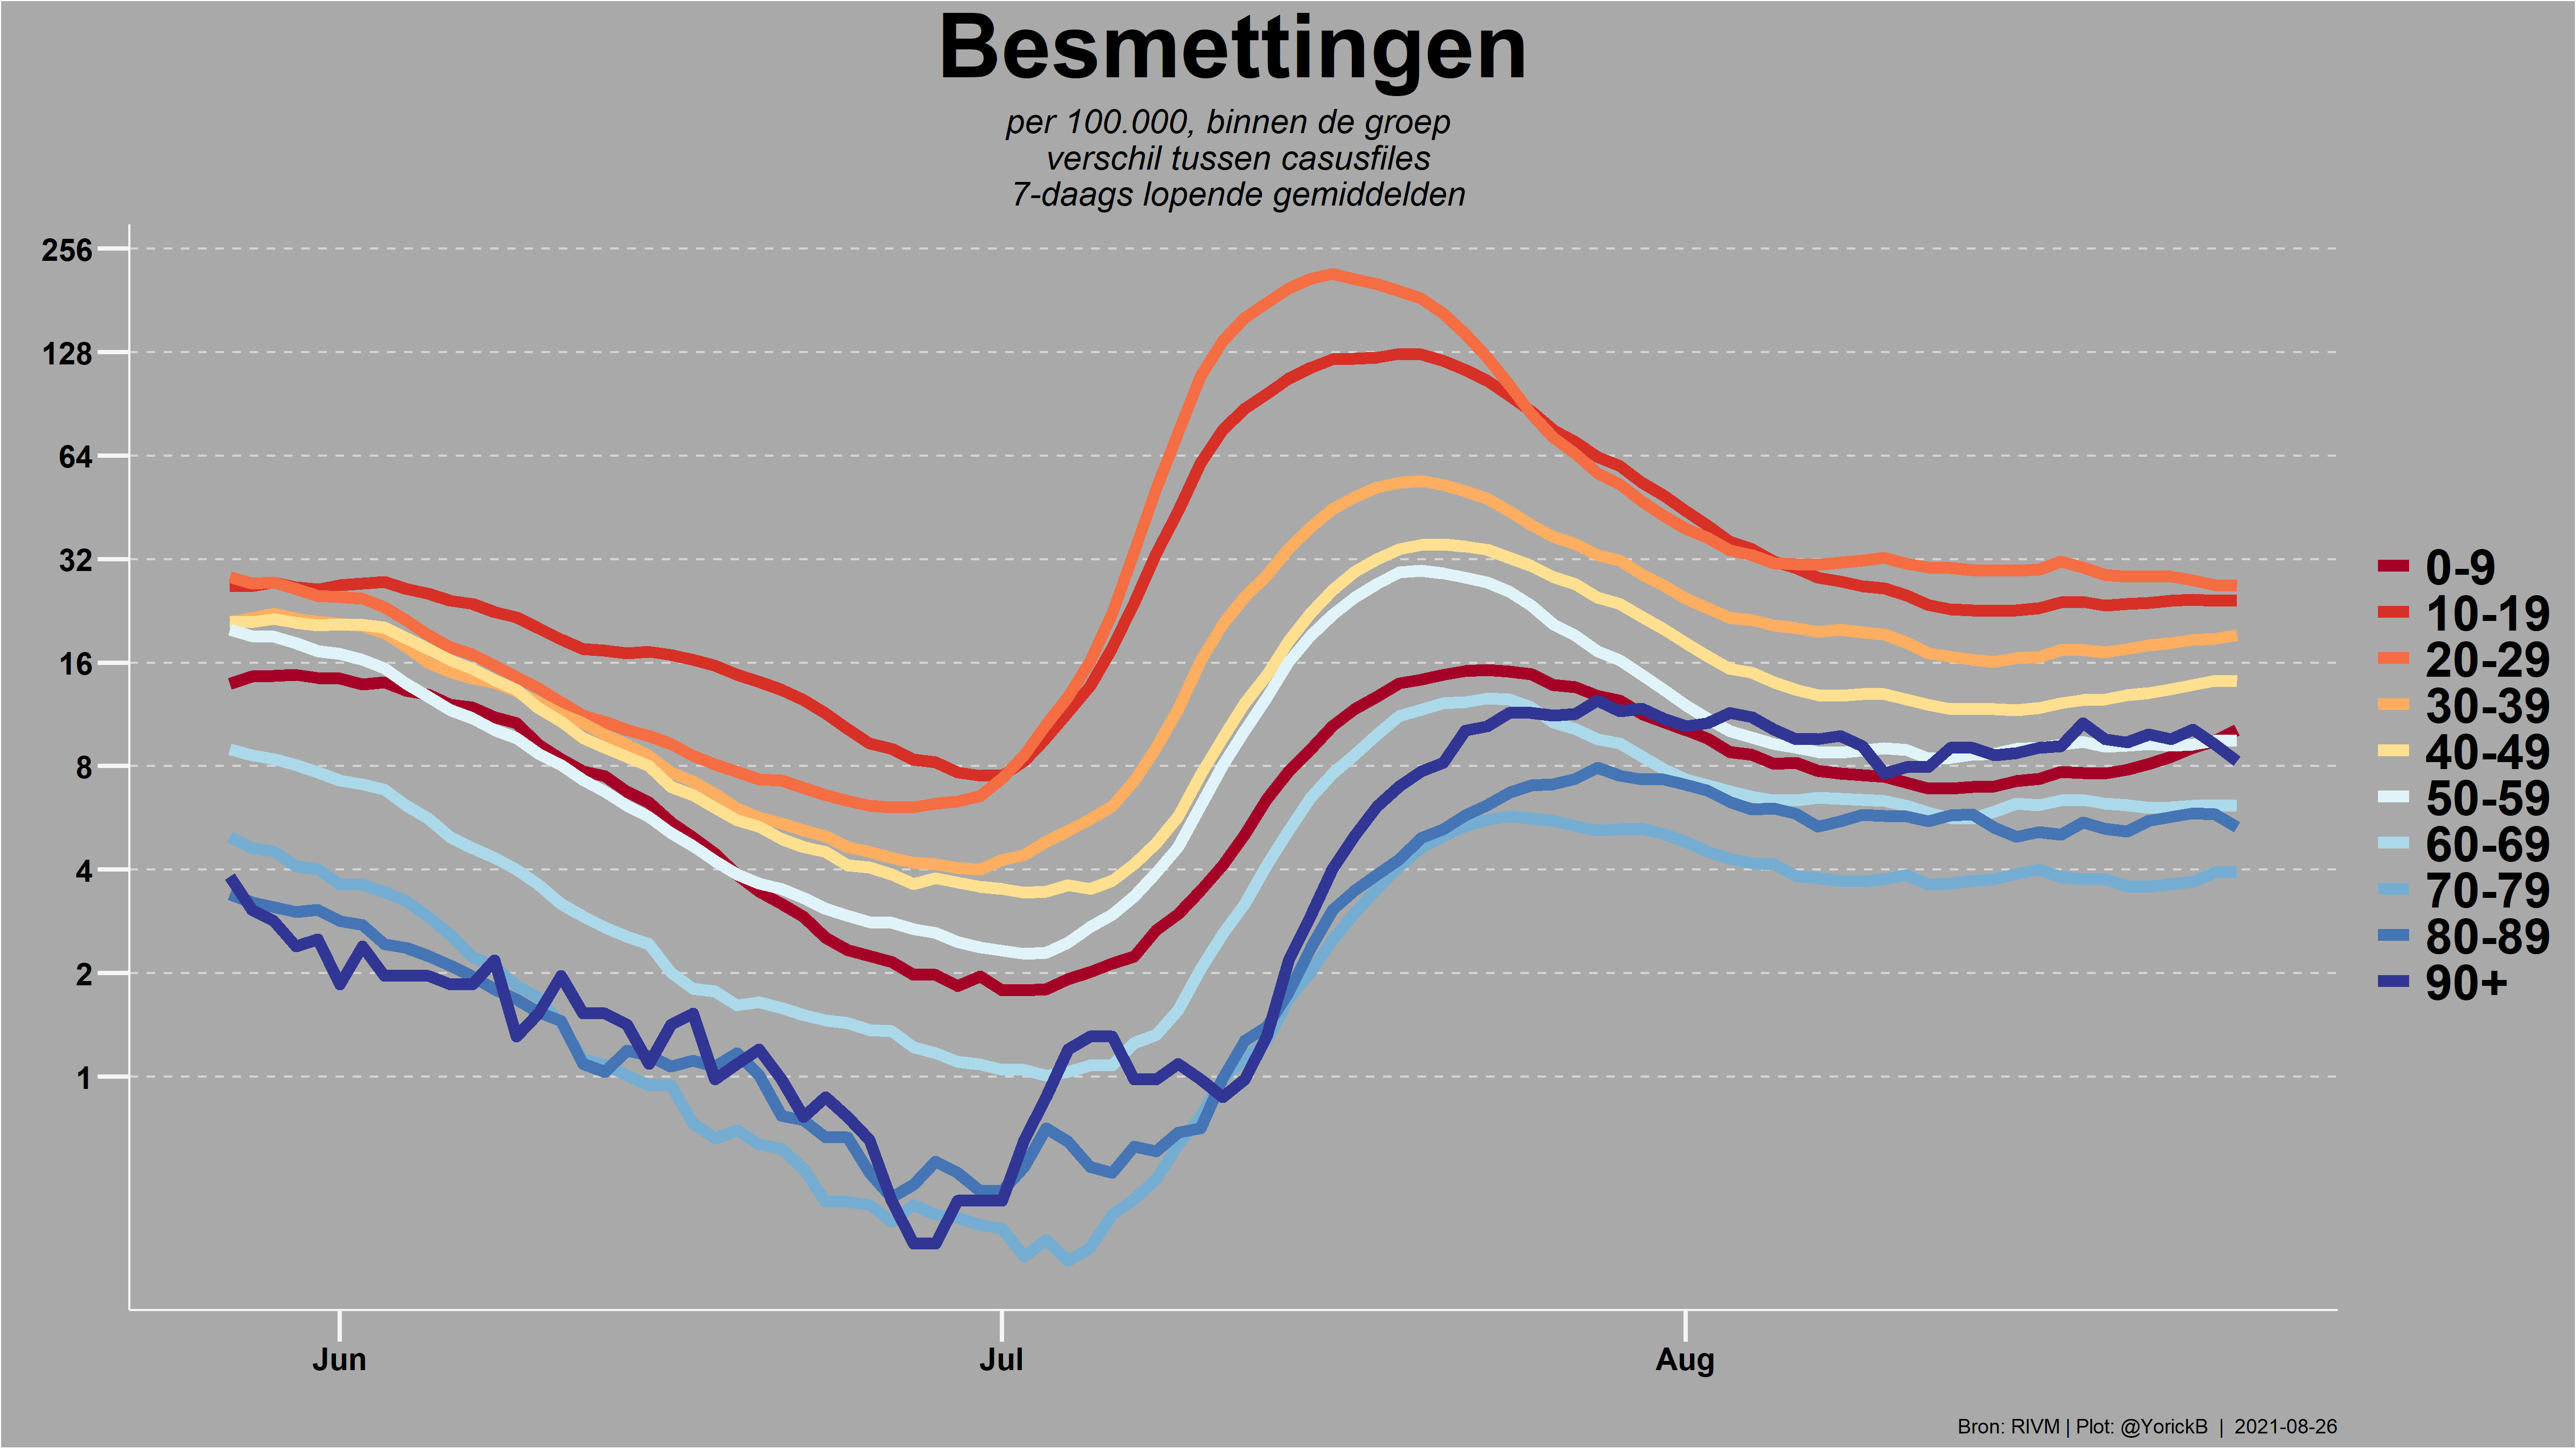 Besmettingen
per 100.000, binnen de groep
verschil tussen casusfiles
7-daags lopende gemiddelden
256
128
64
32
16
8
4
2
1
Jun
Jul
Aug
0-9
10-19
20-29
30-39
40-49
50-59
60-69
70-79
80-89
90+
Bron: RIVM | Plot: @YorickB | 2021-08-26